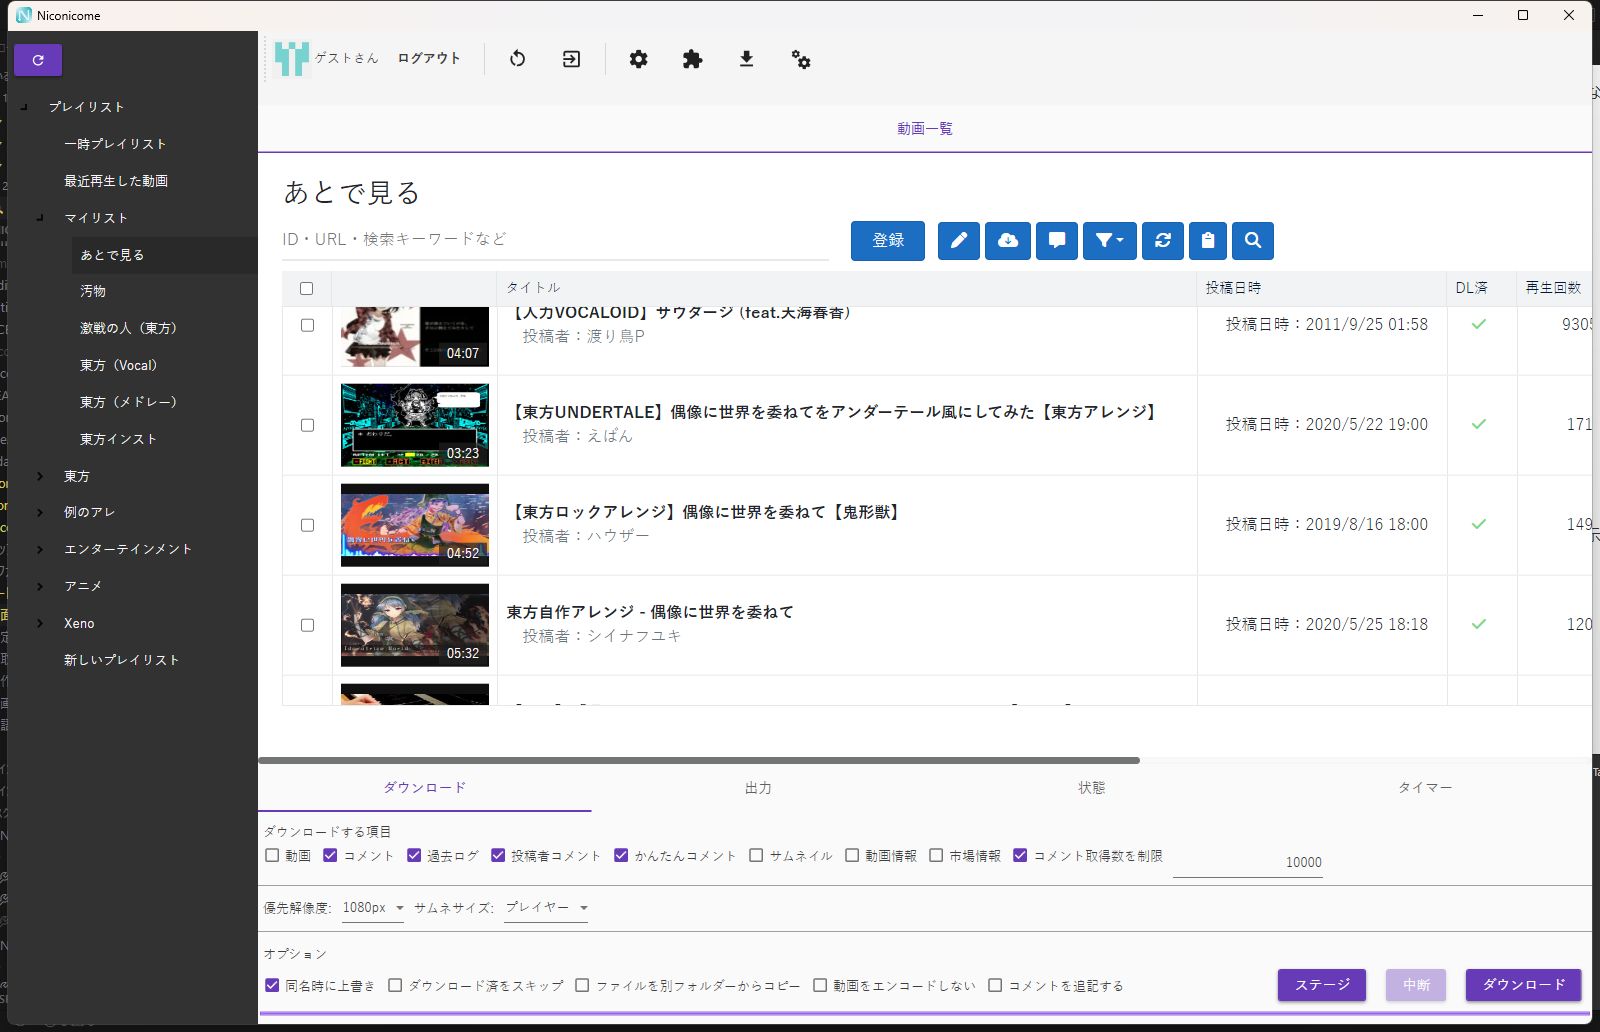 Niconicome
ゲストさん ログアウト
プレイリスト
一時プレイリスト
最近再生した動画
マイリスト
あとで見る
汚物
激戦の人（東方）
東方（Vocal）
東方（メドレー）
東方インスト
東方
例のアレ
エンターテインメント
アニメ
Xeno
新しいプレイリスト
動画一覧
あとで見る
ID・URL・検索キーワードなど 登録
タイトル 投稿日時 DL済 再生回数
【人力VOCALOID】サウダージ (feat.天海春香)
投稿者：渡り鳥P
04:07 投稿日時：2011/9/25 01:58 9305
【東方UNDERTALE】偶像に世界を委ねてをアンダーテール風にしてみた【東方アレンジ】
投稿者：えばん
03:23 投稿日時：2020/5/22 19:00 171
【東方ロックアレンジ】偶像に世界を委ねて【鬼形獣】
投稿者：ハウザー
04:52 投稿日時：2019/8/16 18:00 149
東方自作アレンジ - 偶像に世界を委ねて
投稿者：シイナフユキ
05:32 投稿日時：2020/5/25 18:18 120
ダウンロード 出力 状態 タイマー
ダウンロードする項目
動画 コメント 過去ログ 投稿者コメント かんたんコメント サムネイル 動画情報 市場情報 コメント取得数を制限 10000
優先解像度: 1080px サムネサイズ: プレイヤー
オプション
同名時に上書き ダウンロード済をスキップ ファイルを別フォルダーからコピー 動画をエンコードしない コメントを追記する
ステージ 中断 ダウンロード